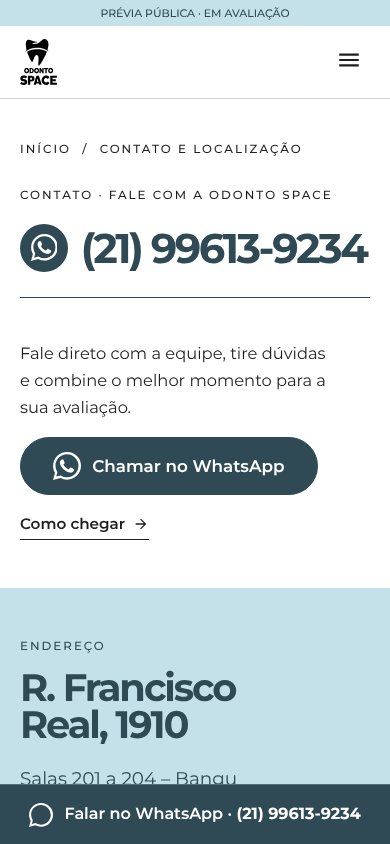 PRÉVIA PÚBLICA · EM AVALIAÇÃO
ODONTO
SPACE
INÍCIO / CONTATO E LOCALIZAÇÃO
CONTATO · FALE COM A ODONTO SPACE
(21) 99613-9234
Fale direto com a equipe, tire dúvidas
e combine o melhor momento para a
sua avaliação.
Chamar no WhatsApp
Como chegar →
ENDEREÇO
R. Francisco
Real, 1910
Salas 201 a 204 – Bangu
Falar no WhatsApp · (21) 99613-9234